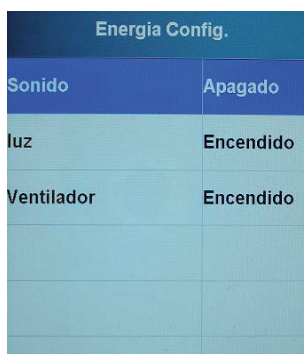 Energia Config.
Sonido Apagado
luz Encendido
Ventilador Encendido